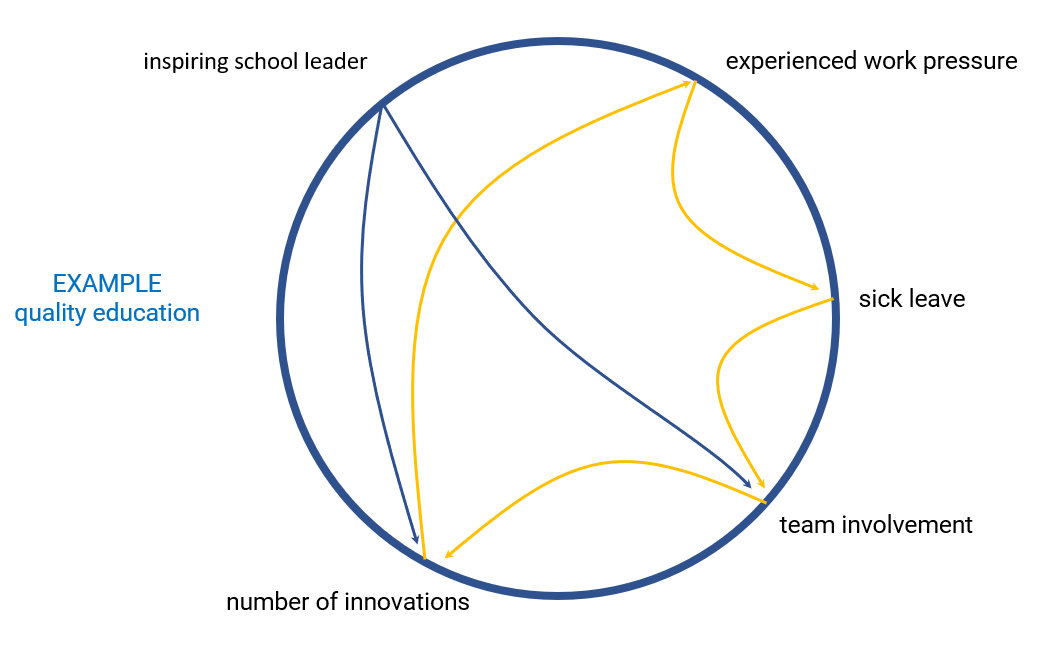 inspiring school leader
experienced work pressure
EXAMPLE
quality education
sick leave
team involvement
number of innovations